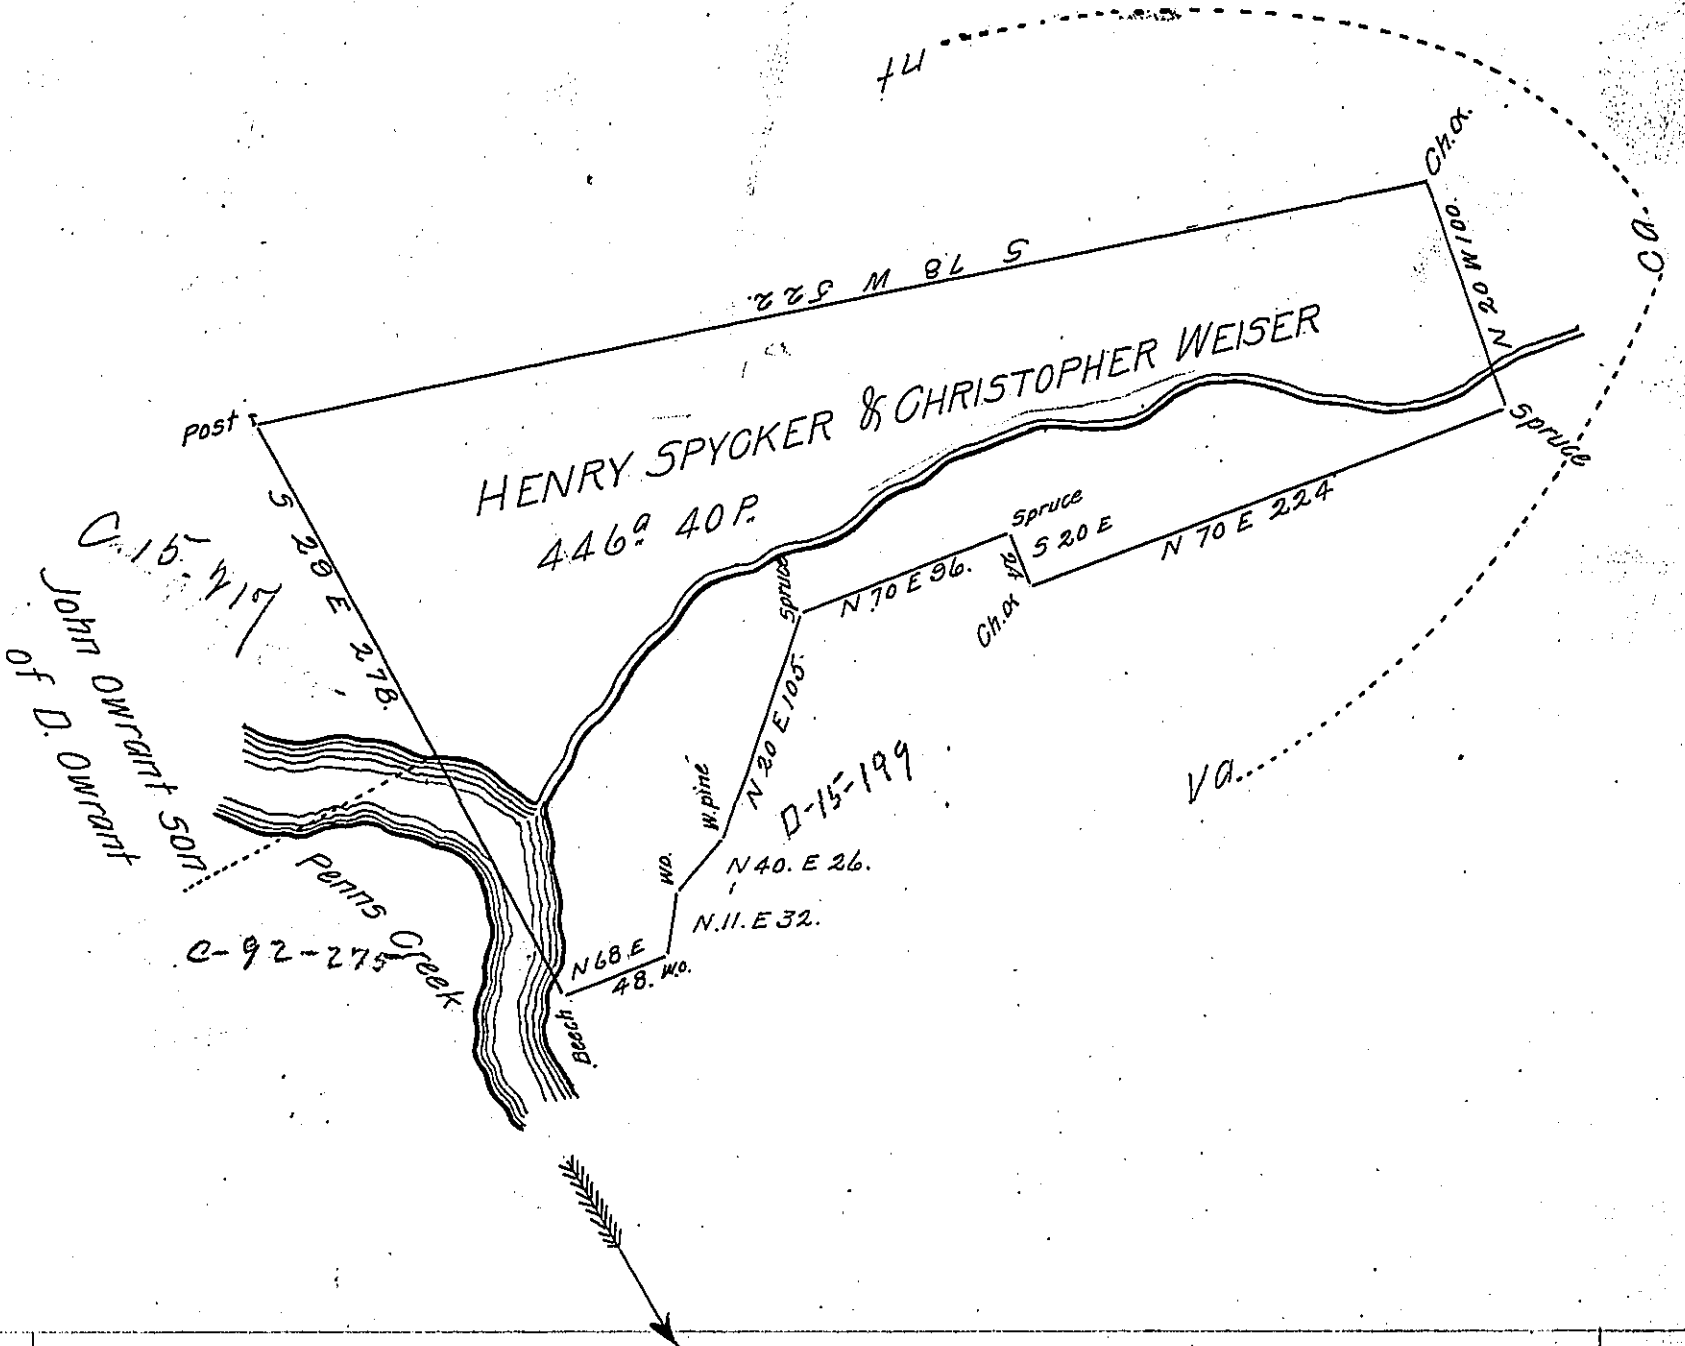 Va
ca
nt
Ch.o.
S 78 W 522.
N 20 W 100.
HENRY SPYCKER & CHRISTOPHER WEISER
446a 40 P.
Post
S 29 E 278.
C-15-217
John Owrant son
of D. Owrant
Spruce
N 70 E 224
Spruce
S 20 E
24
Ch.o.
N 70 E 96.
Spruce
N 20 E 105.
W.pine
D-15-199
N 40. E 26.
W.o.
N.11. E 32.
Penns Creek
C-92-275
N 68 E
48.
W.o.
Beech